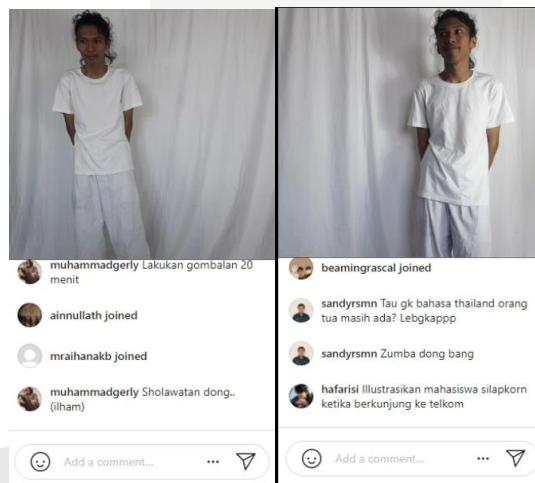 muhammadgerly Lakukan gombalan 20
menit
ainnullath joined
mraihanakb joined
muhammadgerly Sholawatan dong..
(ilham)
Add a comment...
beamingrascal joined
sandyrsmn Tau gk bahasa thailand orang
tua masih ada? Lebgkappp
sandyrsmn Zumba dong bang
hafarisi Illustrasikan mahasiswa silapkorn
ketika berkunjung ke telkom
Add a comment...